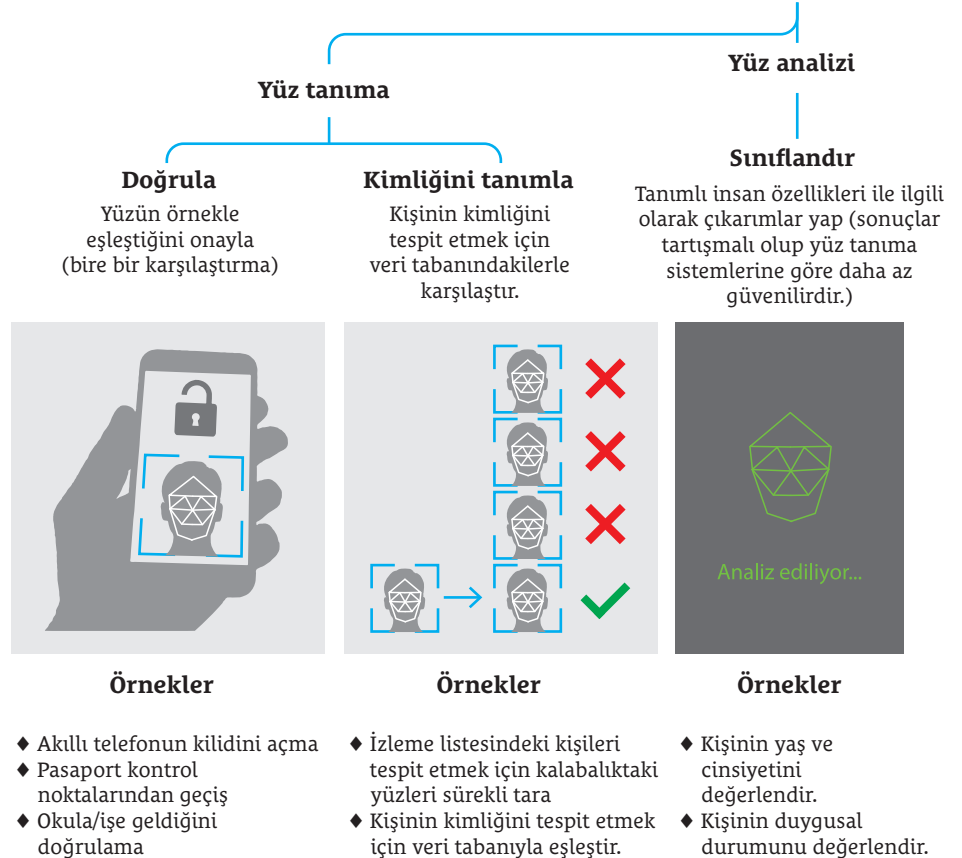 Yüz analizi
Yüz tanıma
Doğrula
Yüzün örnekle
eşleştiğini onayla
(bire bir karşılaştırma)
Kimliğini tanımla
Kişinin kimliğini
tespit etmek için
veri tabanındakilerle
karşılaştır.
Sınıflandır
Tanımlı insan özellikleri ile ilgili
olarak çıkarımlar yap (sonuçlar
tartışmalı olup yüz tanıma
sistemlerine göre daha az
güvenilirdir.)
Analiz ediliyor...
Örnekler
♦ Akıllı telefonun kilidini açma
♦ Pasaport kontrol
noktalarından geçiş
♦ Okula/işe geldiğini
doğrulama
Örnekler
♦ İzleme listesindeki kişileri
tespit etmek için kalabalıktaki
yüzleri sürekli tara
♦ Kişinin kimliğini tespit etmek
için veri tabanıyla eşleştir.
Örnekler
♦ Kişinin yaş ve
cinsiyetini
değerlendir.
♦ Kişinin duygusal
durumunu değerlendir.